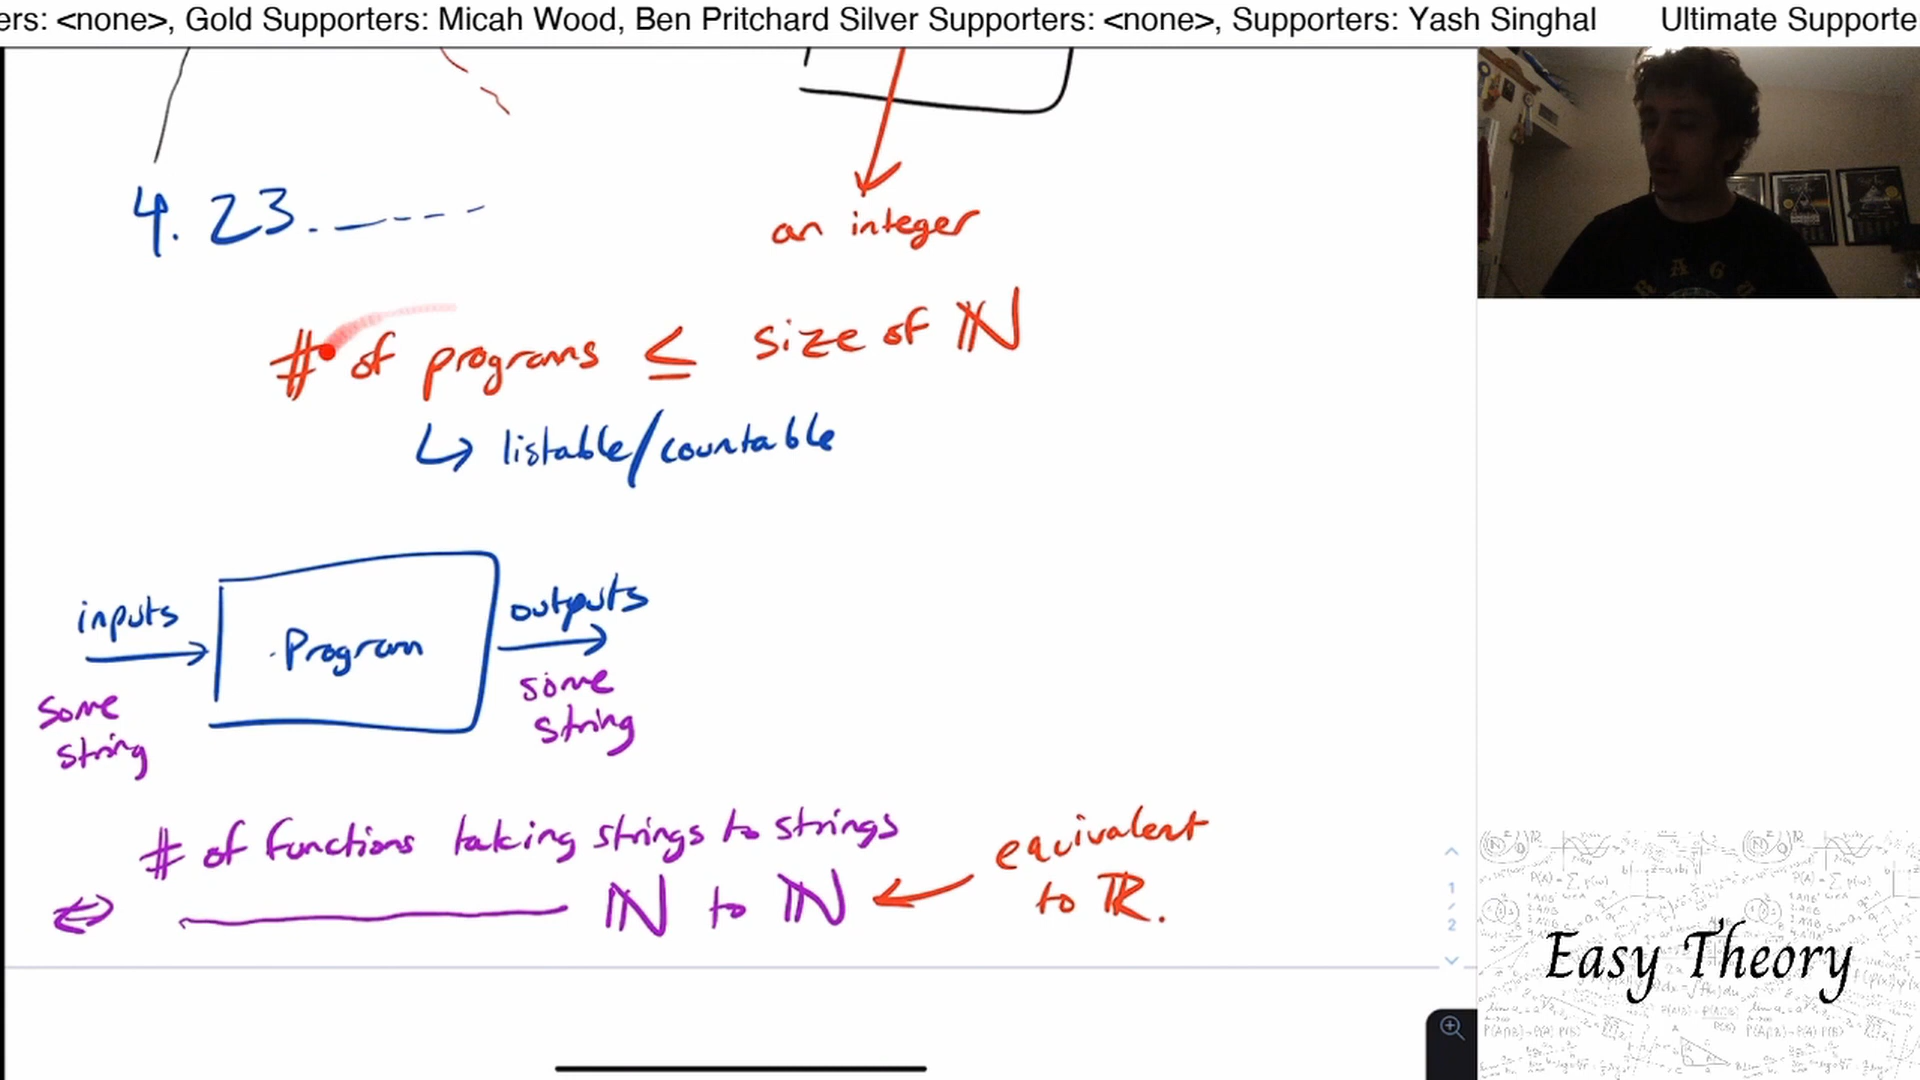 ers: <none>, Gold Supporters: Micah Wood, Ben Pritchard Silver Supporters: <none>, Supporters: Yash Singhal Ultimate Supporte
4. 23.
an integer
# of programs ≤ size of ℕ
↳ listable/countable
inputs
Program
outputs
some
string
some
string
# of functions taking strings to strings
⇔ ℕ to ℕ ← equivalent
to ℝ.
1
2
Easy Theory